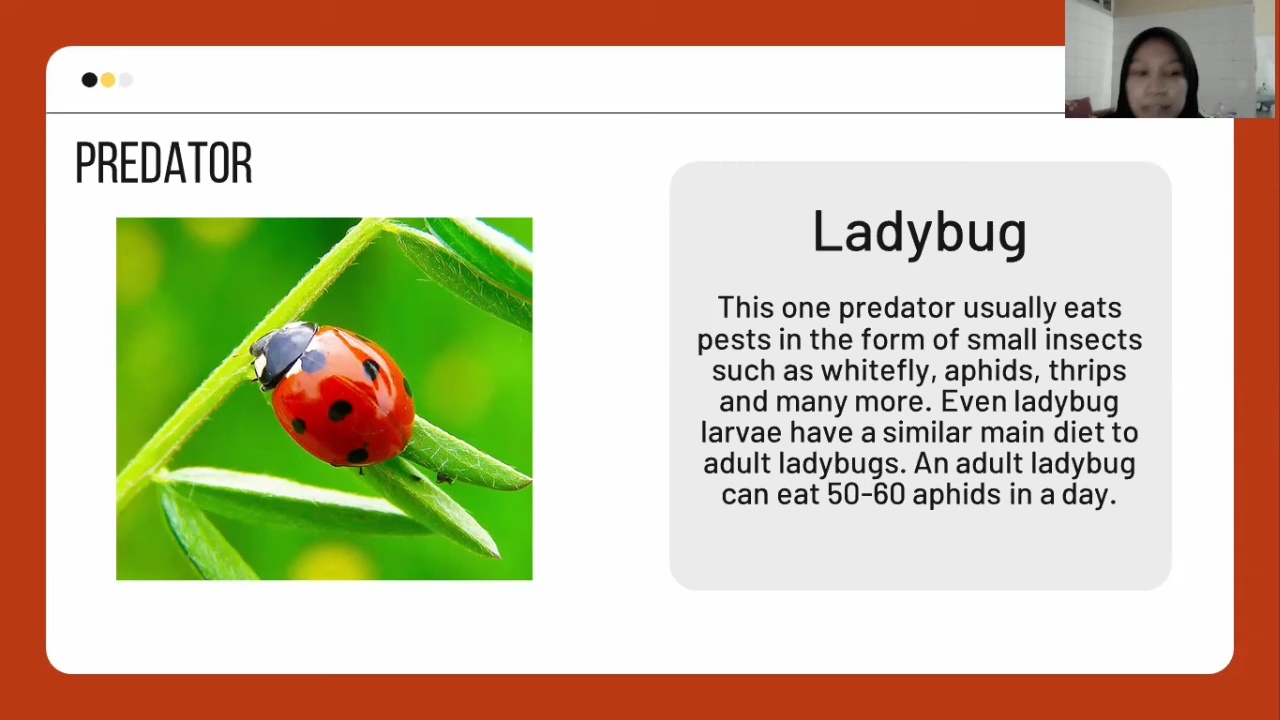 PREDATOR
Ladybug
This one predator usually eats
pests in the form of small insects
such as whitefly, aphids, thrips
and many more. Even ladybug
larvae have a similar main diet to
adult ladybugs. An adult ladybug
can eat 50-60 aphids in a day.